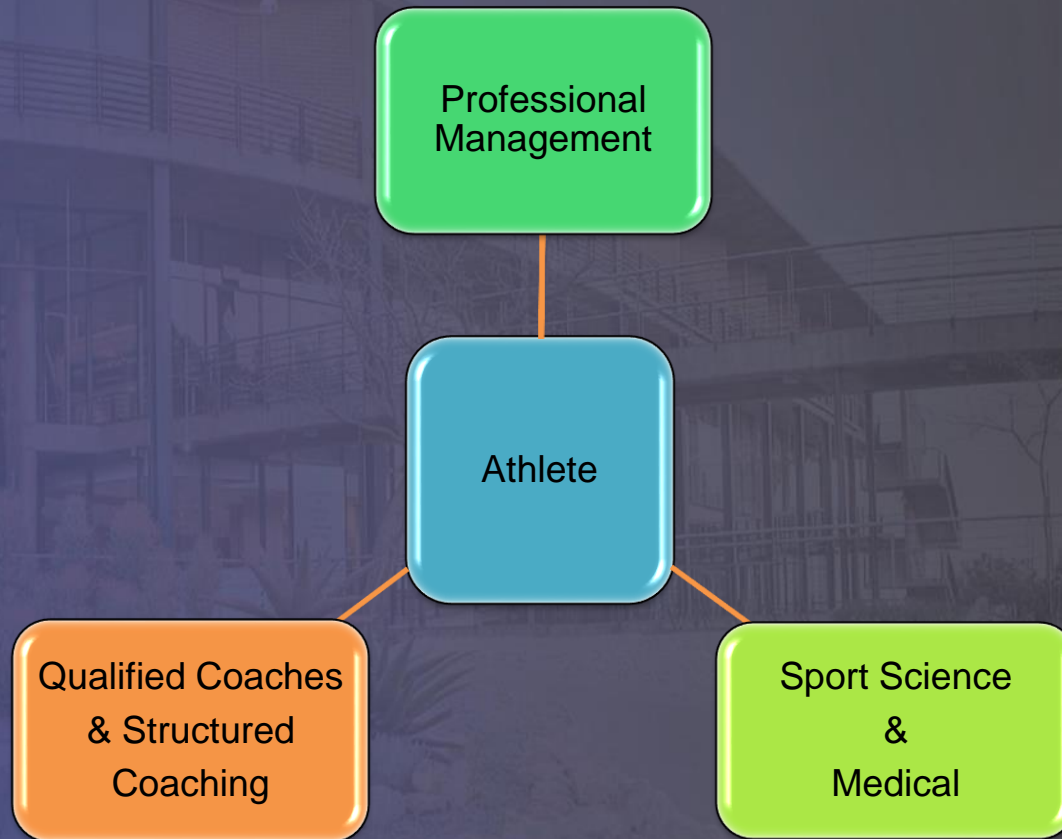 Professional
Management
Athlete
Qualified Coaches
& Structured
Coaching
Sport Science
&
Medical